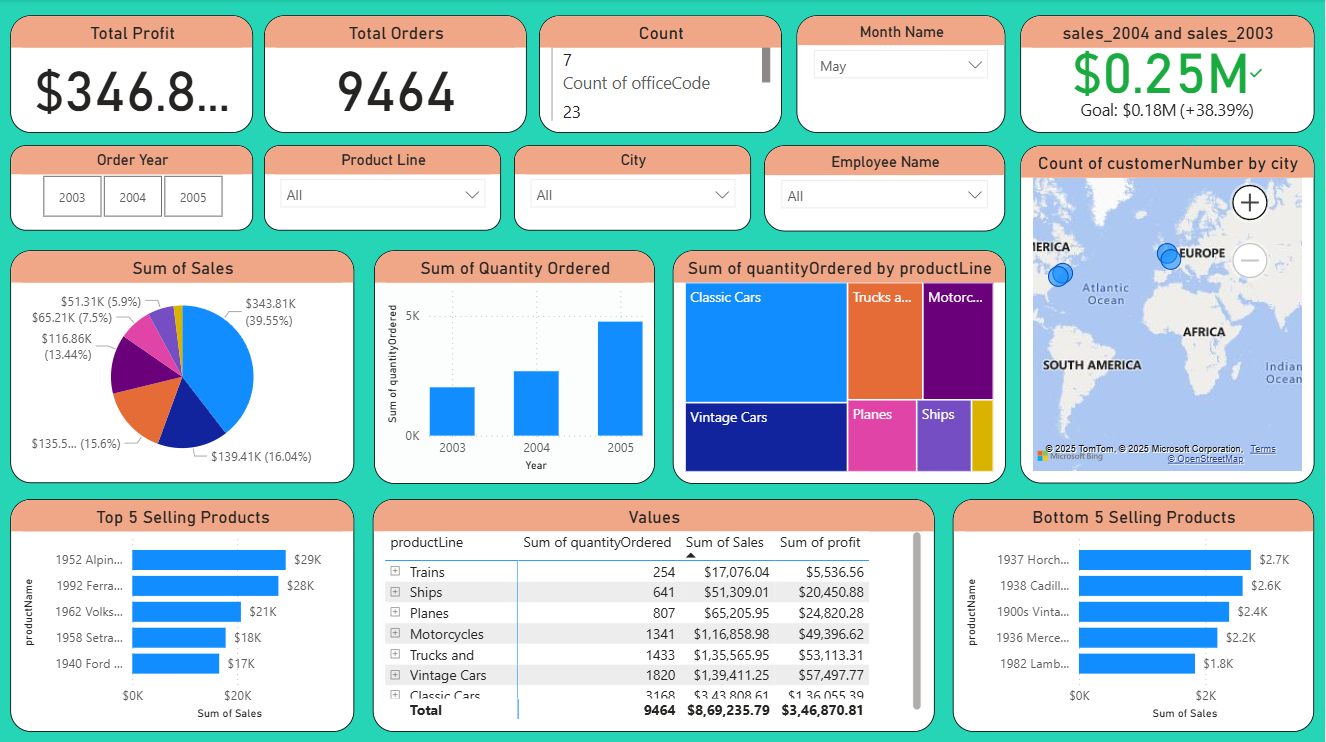 Total Profit
$346.8...
Total Orders
9464
Count
7
Count of officeCode
23
Month Name
May
sales_2004 and sales_2003
$0.25M
Goal: $0.18M (+38.39%)
Order Year
2003
2004
2005
Product Line
All
City
All
Employee Name
All
Count of customerNumber by city
MERICA
EUROPE
Atlantic
Ocean
AFRICA
SOUTH AMERICA
Indian
Ocean
© 2025 TomTom, © 2025 Microsoft Corporation, Terms
© OpenStreetMap
Microsoft Bing
Sum of Sales
$343.81K
(39.55%)
$51.31K (5.9%)
$65.21K (7.5%)
$116.86K
(13.44%)
$135.5... (15.6%)
$139.41K (16.04%)
Sum of Quantity Ordered
Sum of quantityOrdered
5K
0K
2003
2004
2005
Year
Sum of quantityOrdered by productLine
Classic Cars
Trucks a...
Motorc...
Vintage Cars
Planes
Ships
Top 5 Selling Products
productName
1952 Alpin... $29K
1992 Ferra... $28K
1962 Volks... $21K
1958 Setra... $18K
1940 Ford ... $17K
$0K $20K
Sum of Sales
Values
productLine Sum of quantityOrdered Sum of Sales Sum of profit
Trains 254 $17,076.04 $5,536.56
Ships 641 $51,309.01 $20,450.88
Planes 807 $65,205.95 $24,820.28
Motorcycles 1341 $1,16,858.98 $49,396.62
Trucks and 1433 $1,35,565.95 $53,113.31
Vintage Cars 1820 $1,39,411.25 $57,497.77
Classic Cars 3168 $3,43,808.61 $1,36,055.39
Total 9464 $8,69,235.79 $3,46,870.81
Bottom 5 Selling Products
productName
1937 Horch... $2.7K
1938 Cadill... $2.6K
1900s Vinta... $2.4K
1936 Merce... $2.2K
1982 Lamb... $1.8K
$0K $2K
Sum of Sales